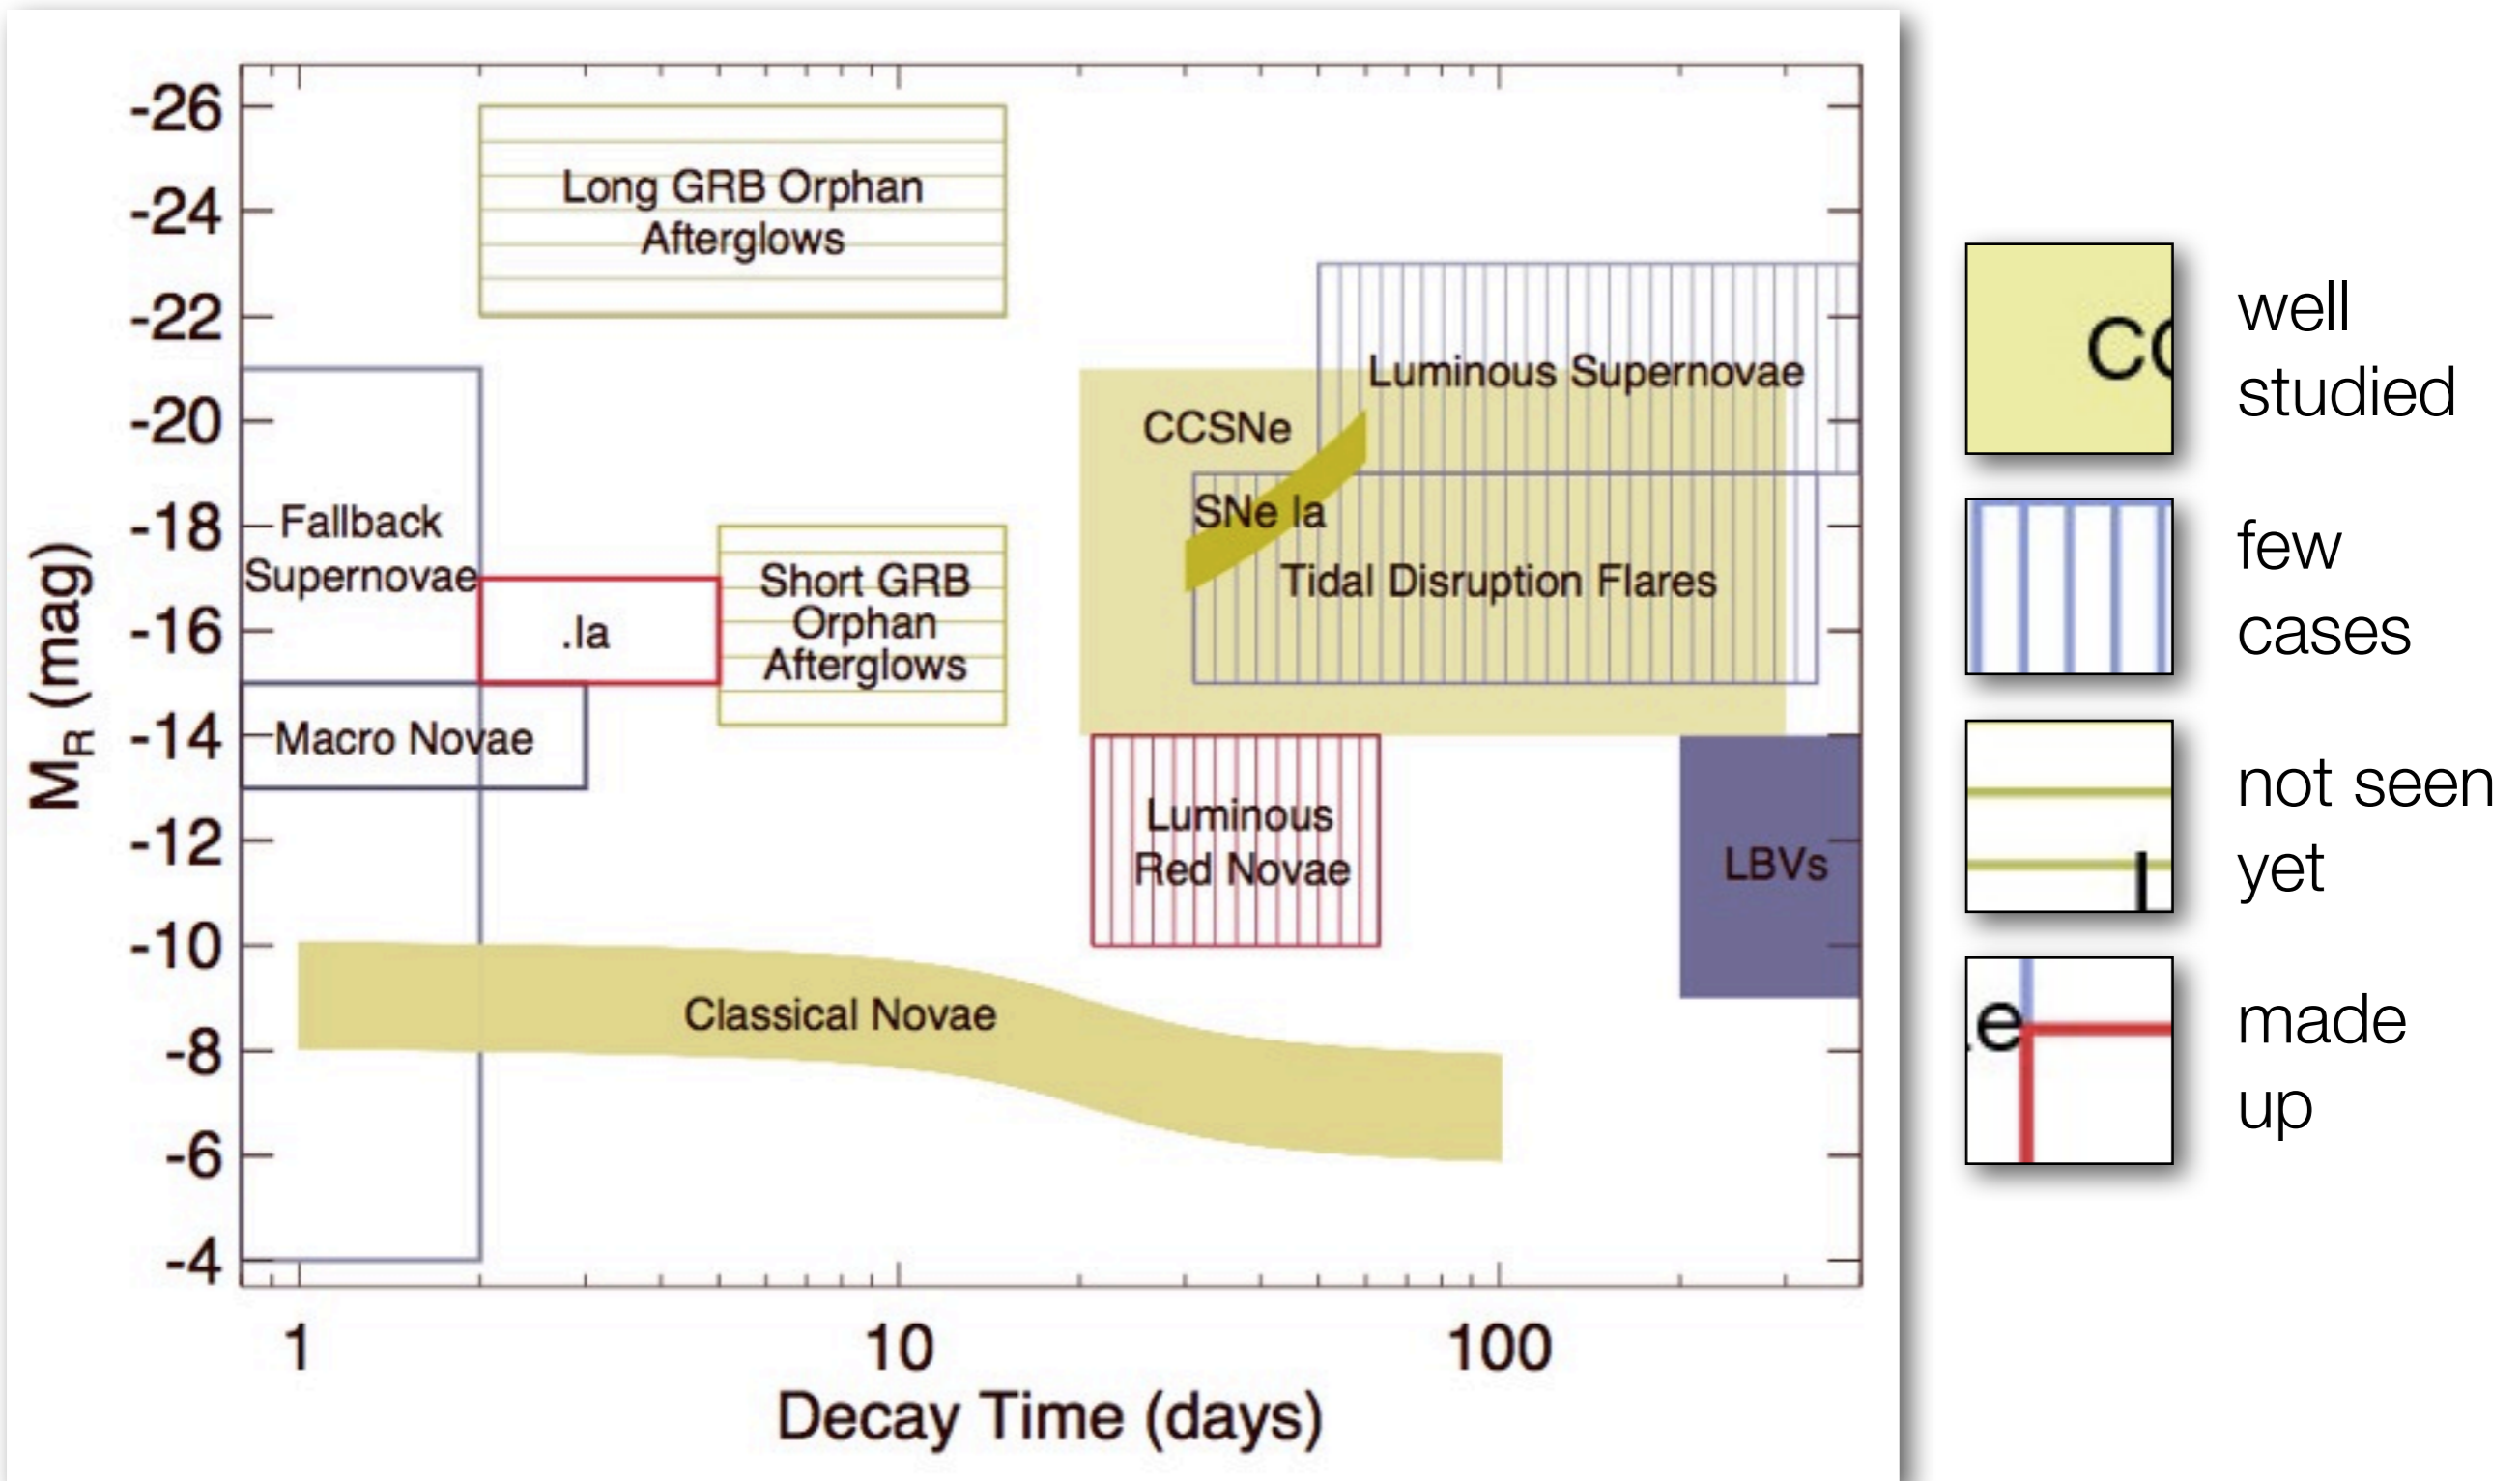 -26
-24
-22
-20
-18
-16
-14
-12
-10
-8
-6
-4
M_R (mag)
Long GRB Orphan
Afterglows
Luminous Supernovae
CCSNe
SNe Ia
Tidal Disruption Flares
Fallback
Supernovae
.Ia
Short GRB
Orphan
Afterglows
Macro Novae
Luminous
Red Novae
LBVs
Classical Novae
1
10
100
Decay Time (days)
CC
well
studied
few
cases
not seen
yet
e
made
up